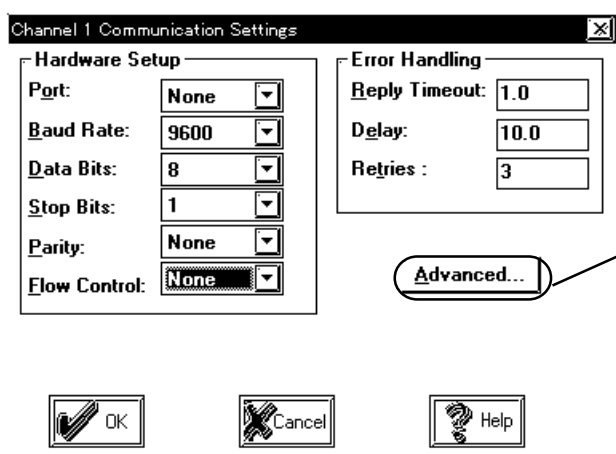 Channel 1 Communication Settings
Hardware Setup
Port:
None
Baud Rate:
9600
Data Bits:
8
Stop Bits:
1
Parity:
None
Flow Control:
None
Error Handling
Reply Timeout:
1.0
Delay:
10.0
Retries :
3
Advanced...
OK
Cancel
Help